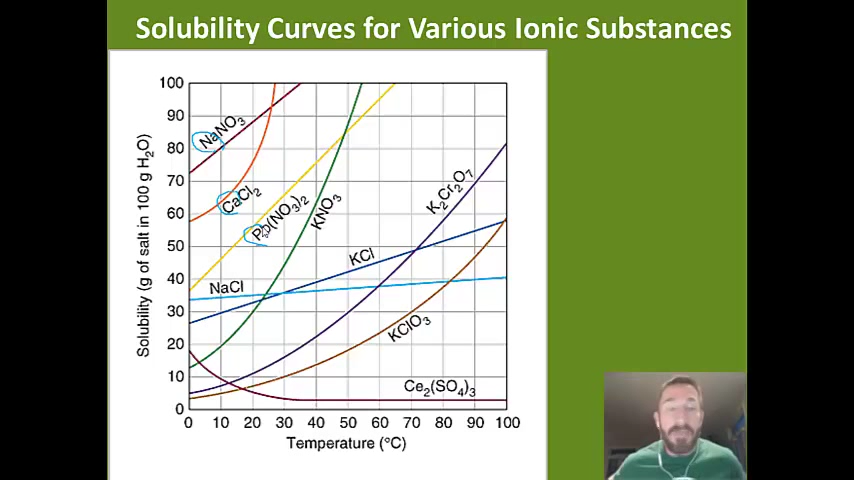 Solubility Curves for Various Ionic Substances
Solubility (g of salt in 100 g H₂O)
100
90
80
70
60
50
40
30
20
10
0
NaNO₃
CaCl₂
Pb(NO₃)₂
KNO₃
K₂Cr₂O₇
KCl
NaCl
KClO₃
Ce₂(SO₄)₃
0 10 20 30 40 50 60 70 80 90 100
Temperature (°C)